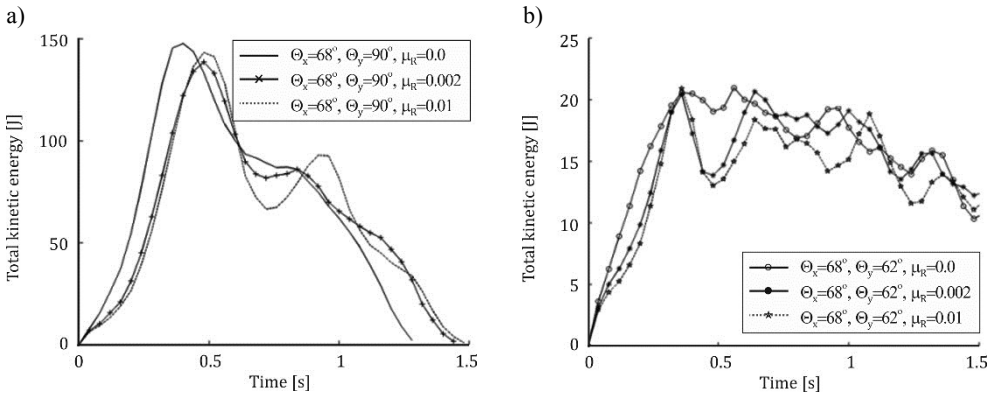 a)
150
100
50
0
0
0.5
1
1.5
Total kinetic energy [J]
Time [s]
Θx=68°, Θy=90°, μR=0.0
Θx=68°, Θy=90°, μR=0.002
Θx=68°, Θy=90°, μR=0.01
b)
25
20
15
10
5
0
0
0.5
1
1.5
Total kinetic energy [J]
Time [s]
Θx=68°, Θy=62°, μR=0.0
Θx=68°, Θy=62°, μR=0.002
Θx=68°, Θy=62°, μR=0.01